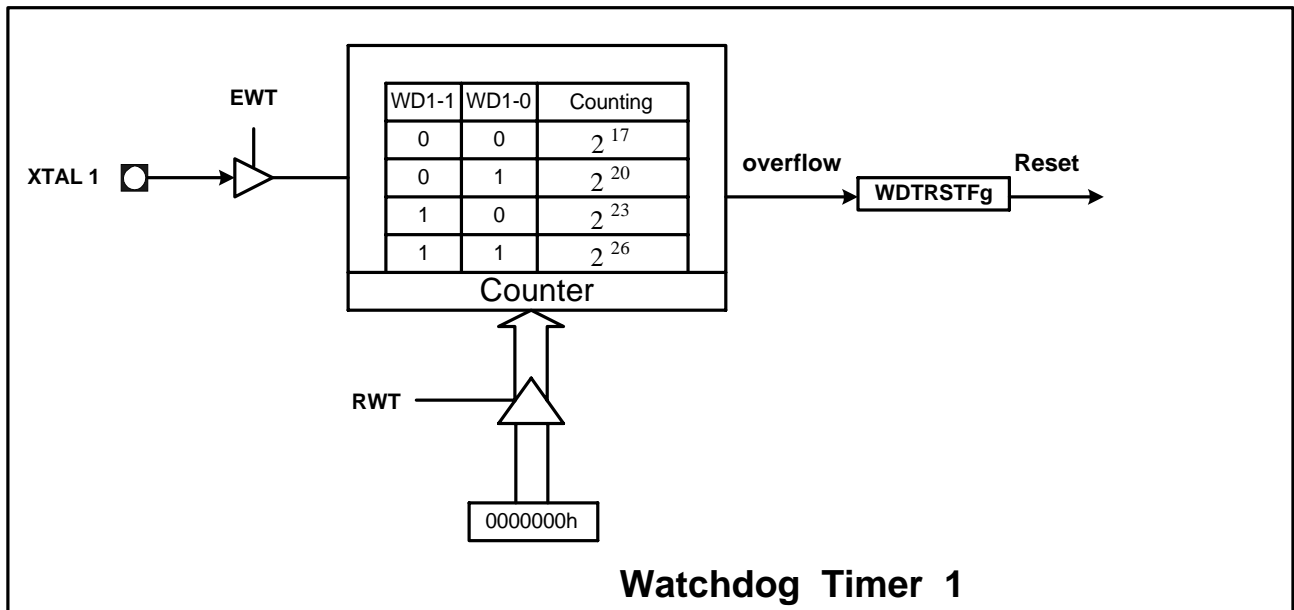 EWT
XTAL 1
WD1-1 WD1-0 Counting
0 0 2 17
0 1 2 20
1 0 2 23
1 1 2 26
Counter
overflow
WDTRSTFg
Reset
RWT
0000000h
Watchdog Timer 1